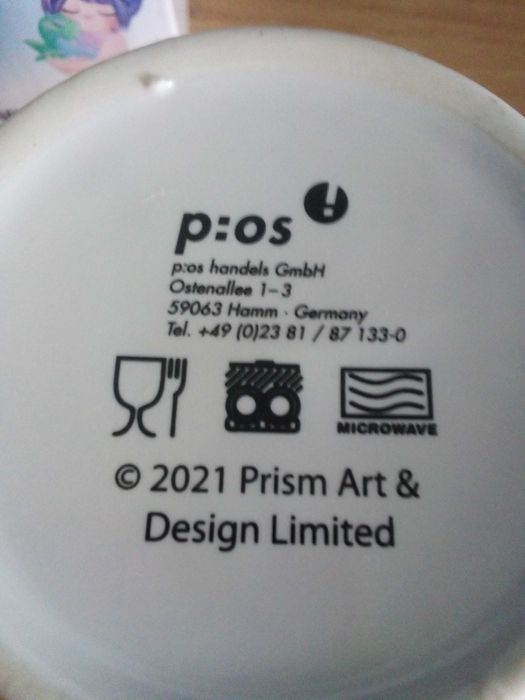 p:os
p:os handels GmbH
Ostenallee 1-3
59063 Hamm · Germany
Tel. +49 (0)23 81 / 87 133-0
MICROWAVE
© 2021 Prism Art &
Design Limited